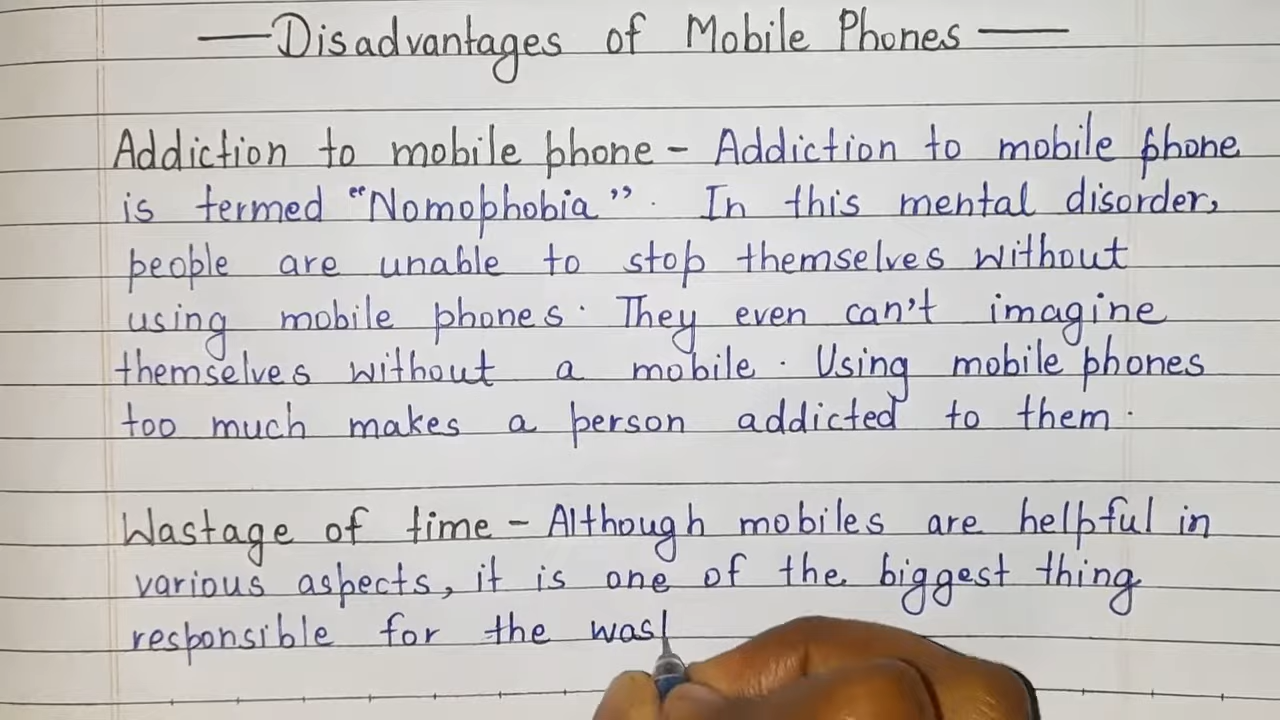 — Disadvantages of Mobile Phones —
Addiction to mobile phone - Addiction to mobile phone
is termed "Nomophobia". In this mental disorder,
people are unable to stop themselves without
using mobile phones. They even can't imagine
themselves without a mobile. Using mobile phones
too much makes a person addicted to them.
Wastage of time - Although mobiles are helpful in
various aspects, it is one of the biggest thing
responsible for the was